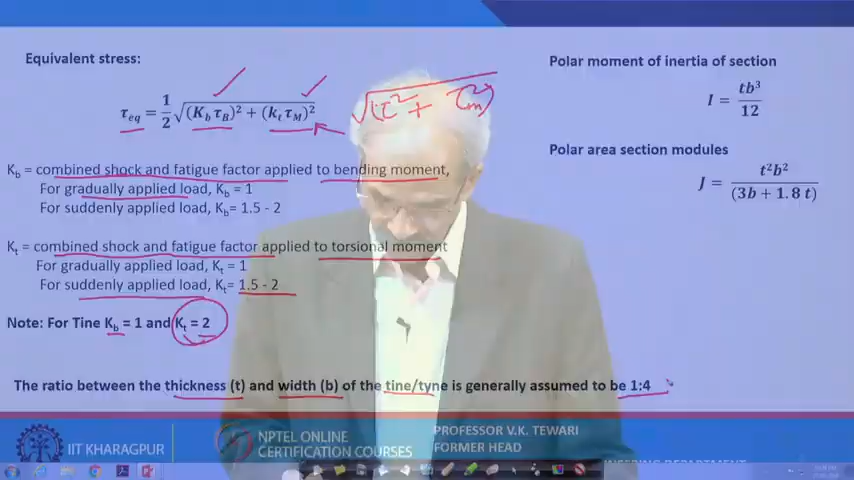 Equivalent stress:
τeq = 1/2 √(Kb τB)² + (kt τM)²
√(τ² + τm²)
Kb = combined shock and fatigue factor applied to bending moment,
For gradually applied load, Kb = 1
For suddenly applied load, Kb= 1.5 - 2
Kt = combined shock and fatigue factor applied to torsional moment
For gradually applied load, Kt = 1
For suddenly applied load, Kt= 1.5 - 2
Note: For Tine Kb = 1 and Kt = 2
The ratio between the thickness (t) and width (b) of the tine/tyne is generally assumed to be 1:4
Polar moment of inertia of section
I = tb³/12
Polar area section modules
J = t²b²/(3b + 1.8 t)
IIT KHARAGPUR
NPTEL ONLINE
CERTIFICATION COURSES
PROFESSOR V.K. TEWARI
FORMER HEAD